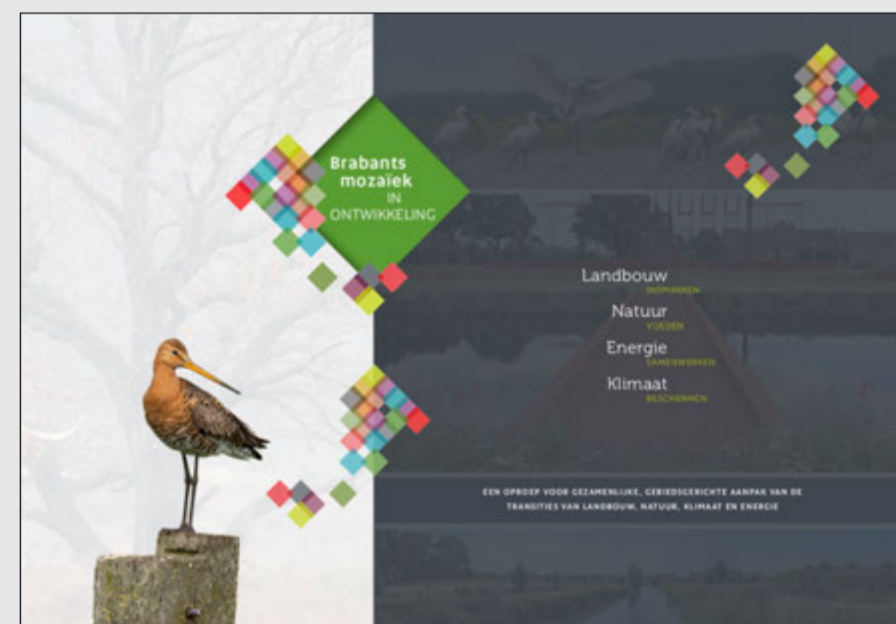 Brabants
mozaïek
IN
ONTWIKKELING
Landbouw
INSPIREREN
Natuur
VOEDEN
Energie
SAMENWERKEN
Klimaat
BESCHERMEN
EEN OPROEP VOOR GEZAMENLIJKE, GEBIEDSGERICHTE AANPAK VAN DE
TRANSITIES VAN LANDBOUW, NATUUR, KLIMAAT EN ENERGIE